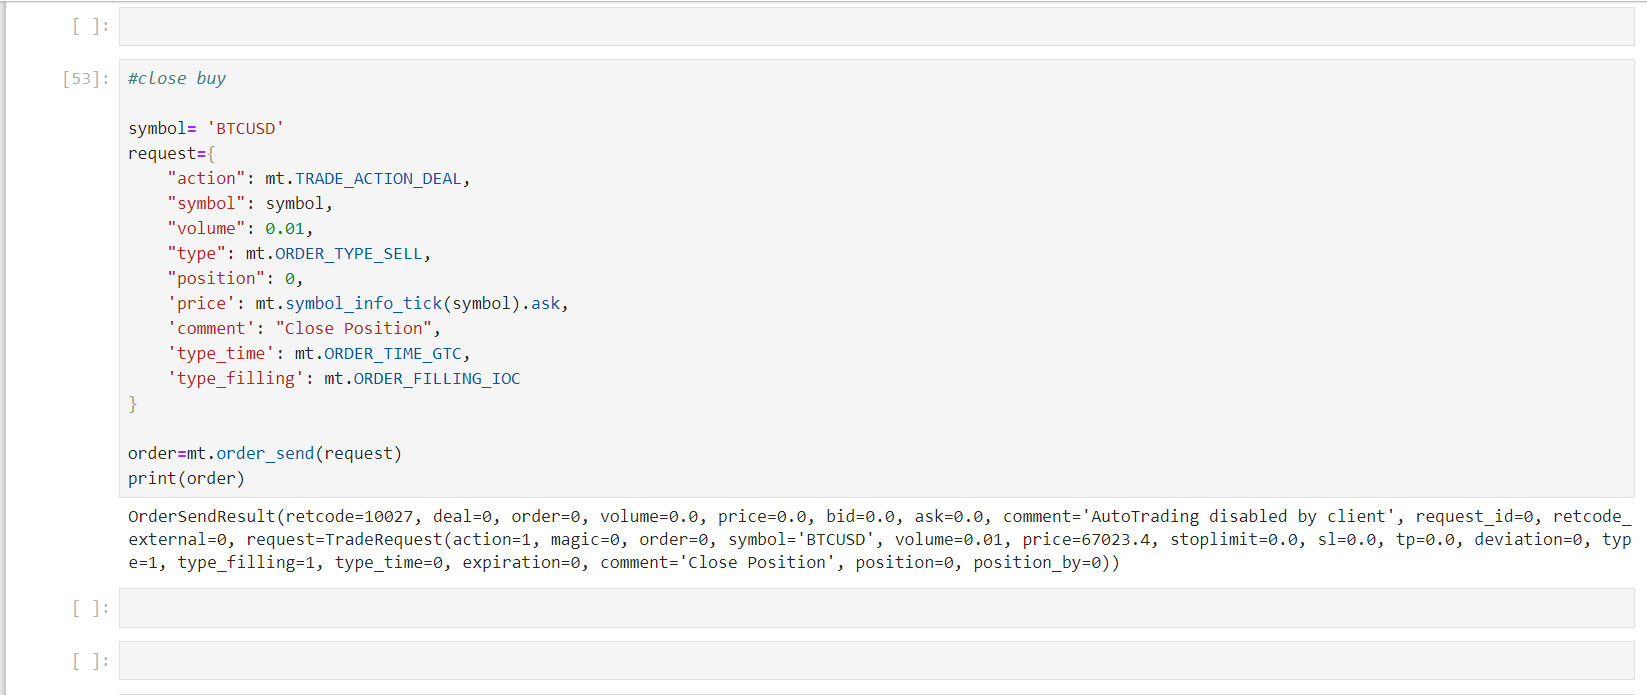 [ ]:
[53]: #close buy
symbol= 'BTCUSD'
request={
"action": mt.TRADE_ACTION_DEAL,
"symbol": symbol,
"volume": 0.01,
"type": mt.ORDER_TYPE_SELL,
"position": 0,
'price': mt.symbol_info_tick(symbol).ask,
'comment': "Close Position",
'type_time': mt.ORDER_TIME_GTC,
'type_filling': mt.ORDER_FILLING_IOC
}
order=mt.order_send(request)
print(order)
OrderSendResult(retcode=10027, deal=0, order=0, volume=0.0, price=0.0, bid=0.0, ask=0.0, comment='AutoTrading disabled by client', request_id=0, retcode_
external=0, request=TradeRequest(action=1, magic=0, order=0, symbol='BTCUSD', volume=0.01, price=67023.4, stoplimit=0.0, sl=0.0, tp=0.0, deviation=0, typ
e=1, type_filling=1, type_time=0, expiration=0, comment='Close Position', position=0, position_by=0))
[ ]:
[ ]: